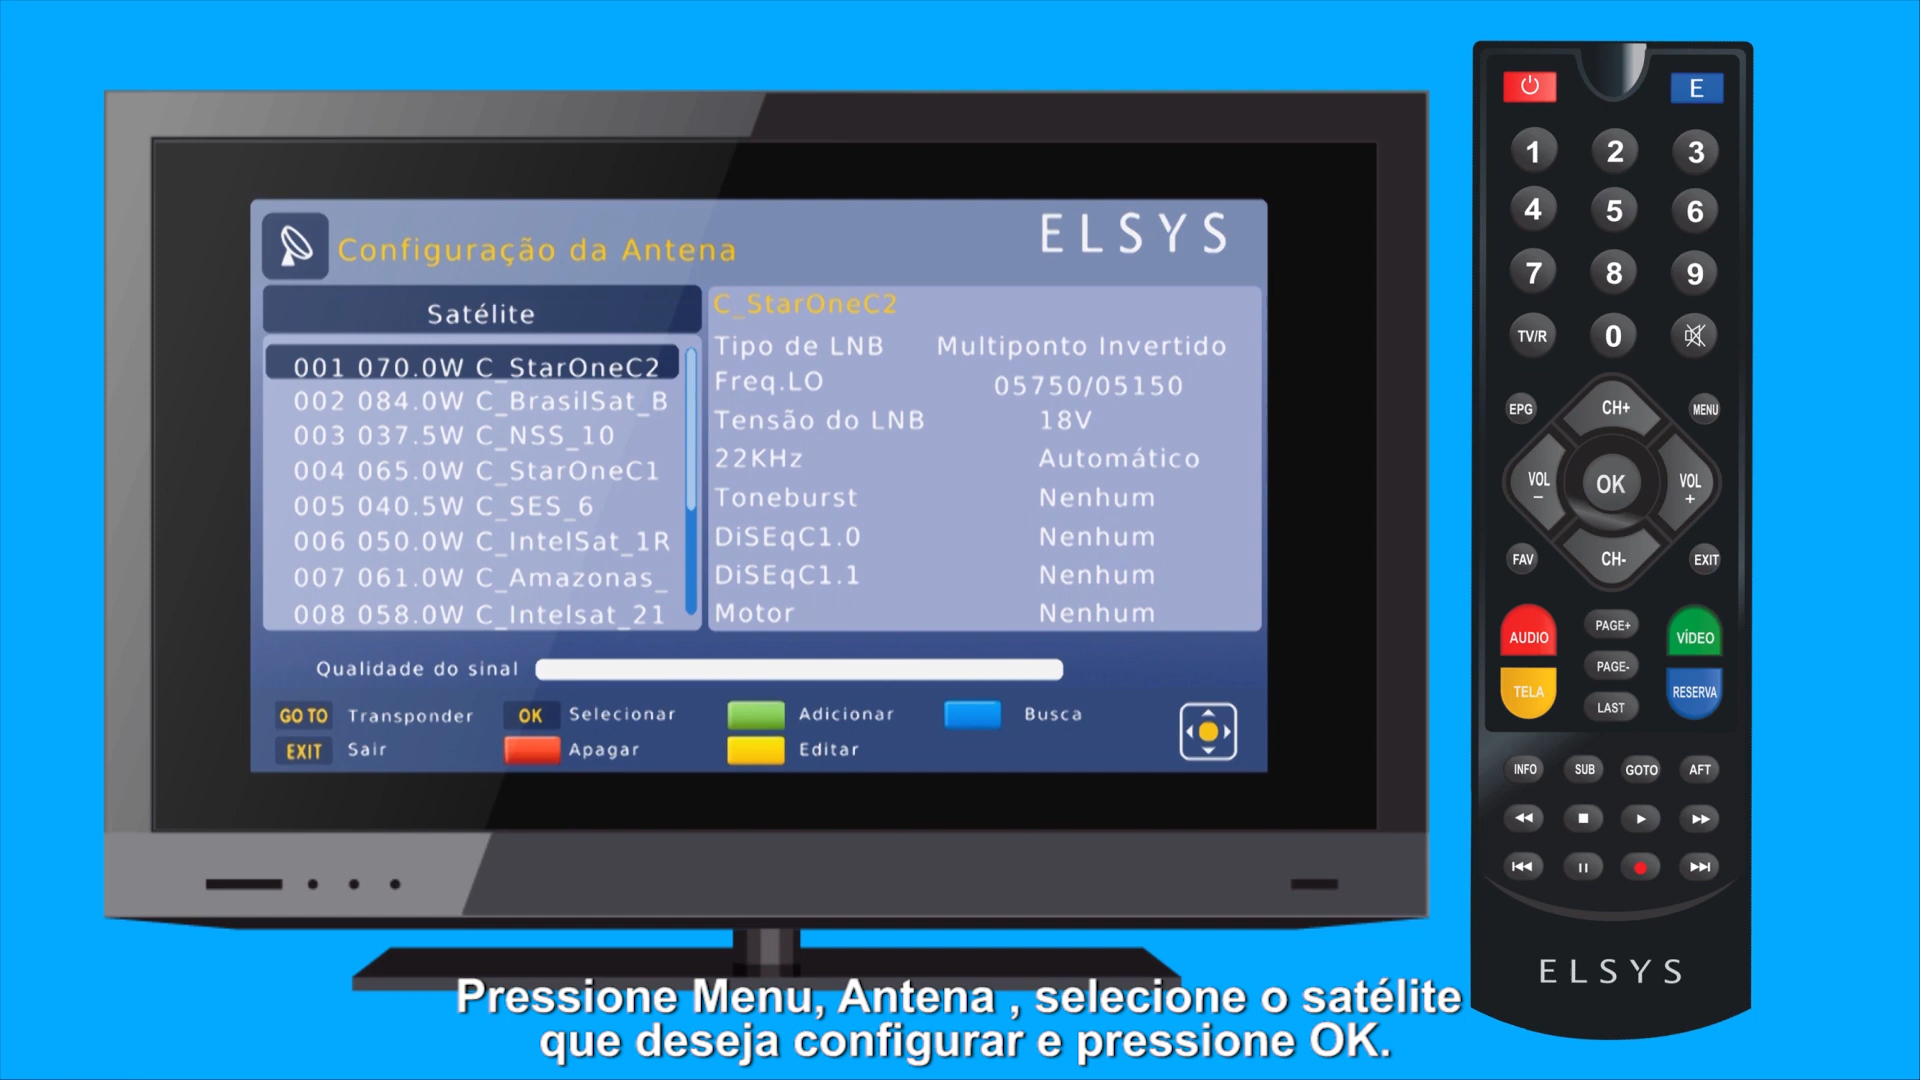 Configuração da Antena
ELSYS
Satélite
001 070.0W C_StarOneC2
002 084.0W C_BrasilSat_B
003 037.5W C_NSS_10
004 065.0W C_StarOneC1
005 040.5W C_SES_6
006 050.0W C_IntelSat_1R
007 061.0W C_Amazonas_
008 058.0W C_Intelsat_21
C_StarOneC2
Tipo de LNB Multiponto Invertido
Freq.LO 05750/05150
Tensão do LNB 18V
22KHz Automático
Toneburst Nenhum
DiSEqC1.0 Nenhum
DiSEqC1.1 Nenhum
Motor Nenhum
Qualidade do sinal
GO TO Transponder OK Selecionar Adicionar Busca
EXIT Sair Apagar Editar
E
1 2 3
4 5 6
7 8 9
TV/R 0
EPG CH+ MENU
VOL - OK VOL +
FAV CH- EXIT
AUDIO PAGE+ VÍDEO
PAGE-
TELA LAST RESERVA
INFO SUB GOTO AFT
ELSYS
Pressione Menu, Antena , selecione o satélite
que deseja configurar e pressione OK.